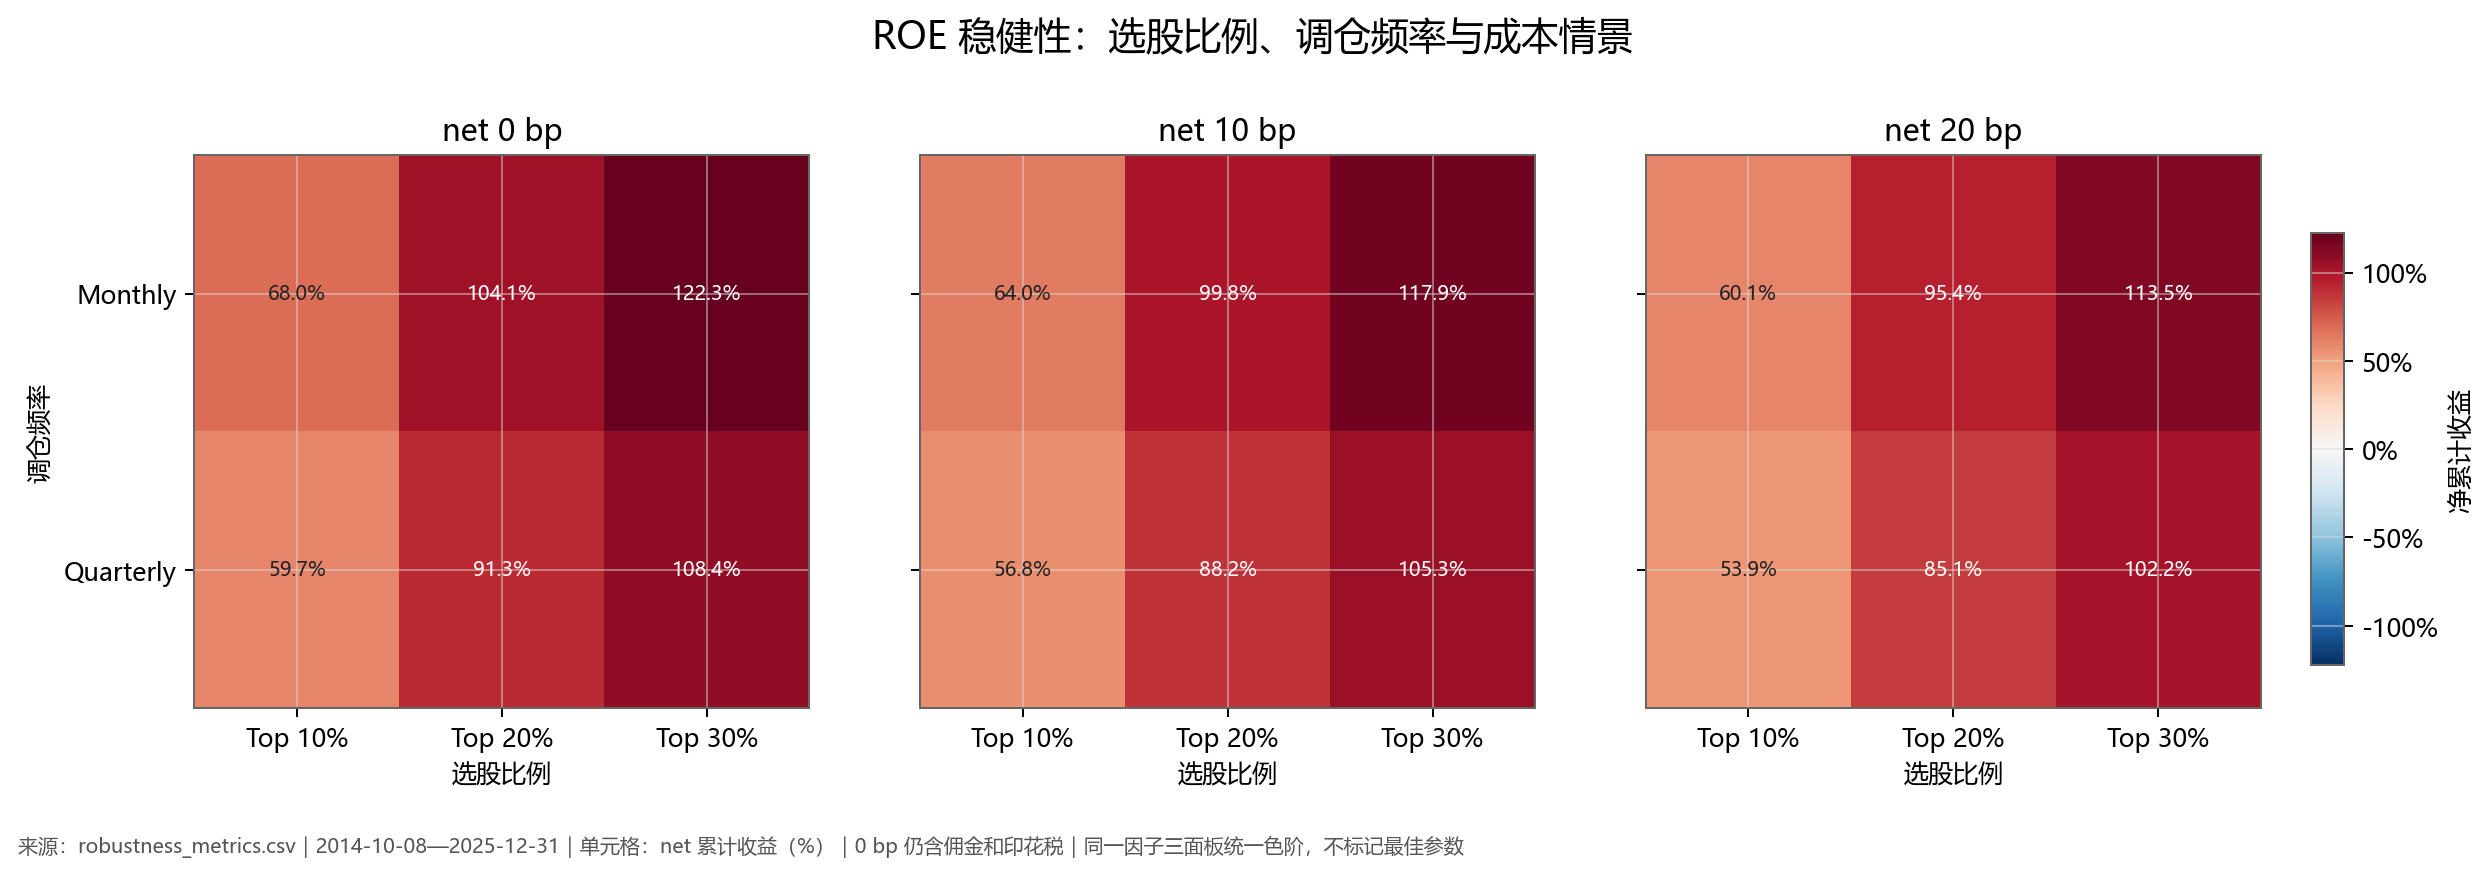 ROE 稳健性：选股比例、调仓频率与成本情景
net 0 bp
net 10 bp
net 20 bp
调仓频率
Monthly
Quarterly
68.0% 104.1% 122.3%
59.7% 91.3% 108.4%
64.0% 99.8% 117.9%
56.8% 88.2% 105.3%
60.1% 95.4% 113.5%
53.9% 85.1% 102.2%
Top 10% Top 20% Top 30%
选股比例
Top 10% Top 20% Top 30%
选股比例
Top 10% Top 20% Top 30%
选股比例
100%
50%
0%
-50%
-100%
净累计收益
来源：robustness_metrics.csv | 2014-10-08—2025-12-31 | 单元格：net 累计收益（%） | 0 bp 仍含佣金和印花税 | 同一因子三面板统一色阶，不标记最佳参数